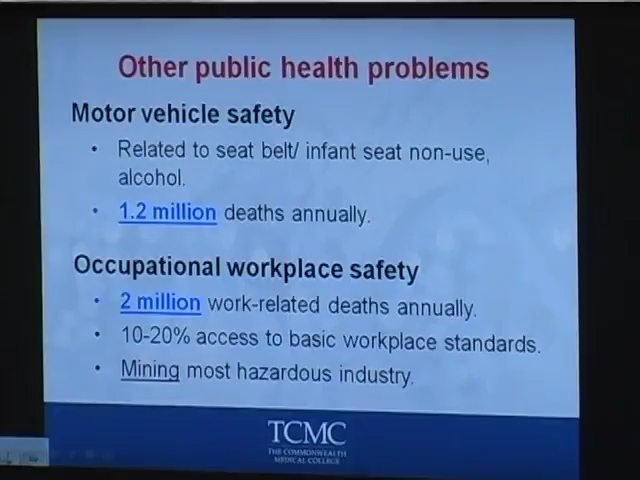 Other public health problems
Motor vehicle safety
• Related to seat belt/ infant seat non-use,
alcohol.
• 1.2 million deaths annually.
Occupational workplace safety
• 2 million work-related deaths annually.
• 10-20% access to basic workplace standards.
• Mining most hazardous industry.
TCMC
THE COMMONWEALTH
MEDICAL COLLEGE